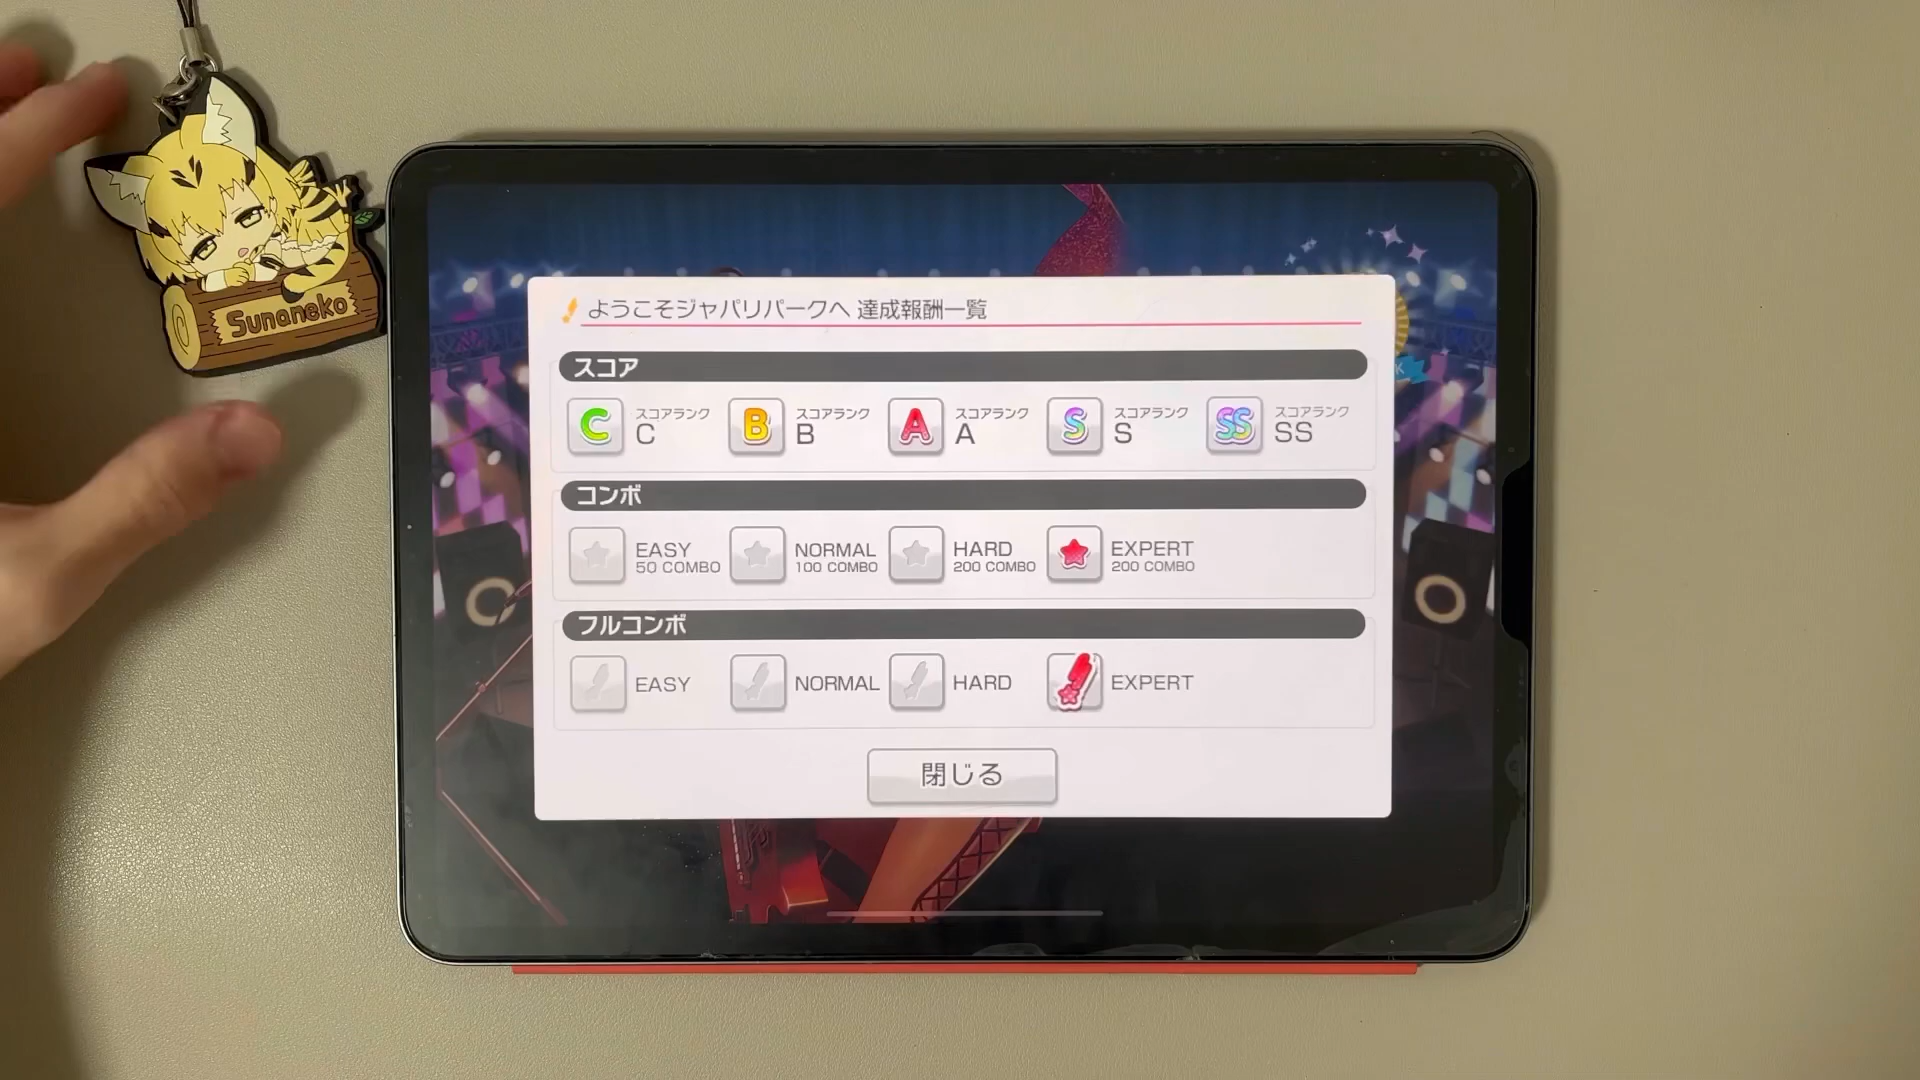 Sunaneko
ようこそジャパリパークへ 達成報酬一覧
スコア
C スコアランク C
B スコアランク B
A スコアランク A
S スコアランク S
SS スコアランク SS
コンボ
EASY 50 COMBO
NORMAL 100 COMBO
HARD 200 COMBO
EXPERT 200 COMBO
フルコンボ
EASY
NORMAL
HARD
EXPERT
閉じる
K